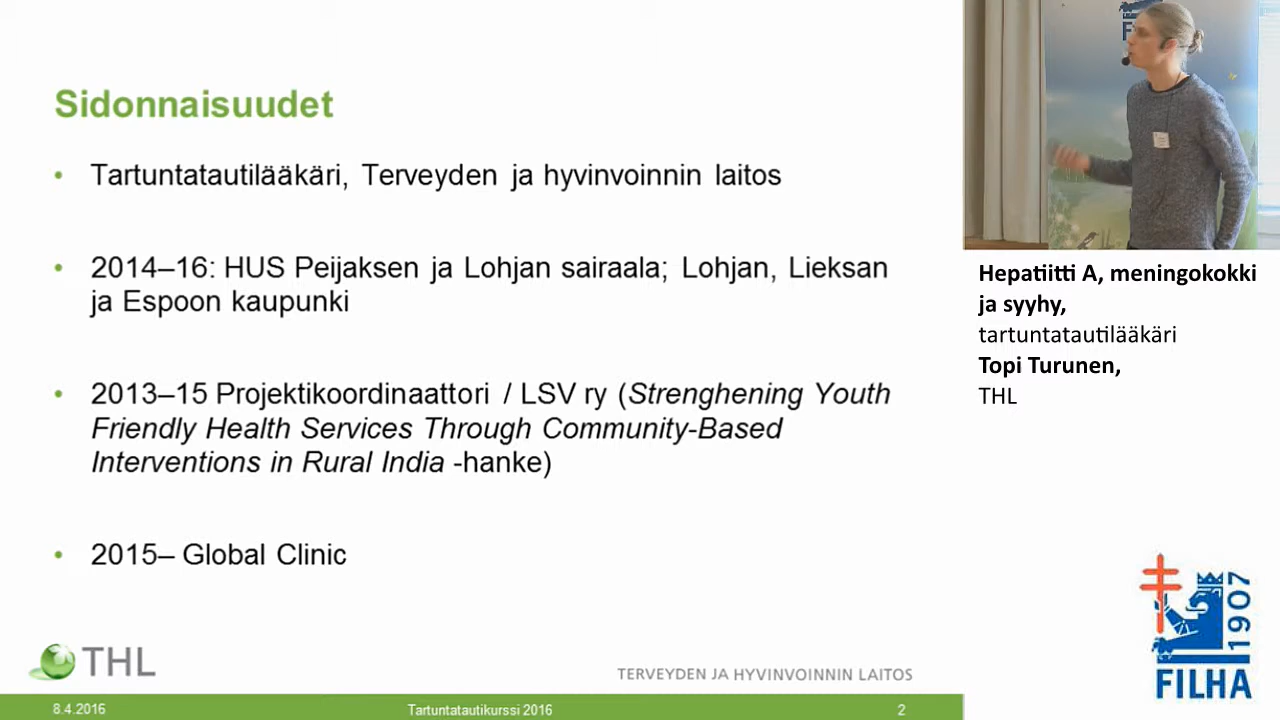 Sidonnaisuudet
• Tartuntatautilääkäri, Terveyden ja hyvinvoinnin laitos
• 2014–16: HUS Peijaksen ja Lohjan sairaala; Lohjan, Lieksan
ja Espoon kaupunki
• 2013–15 Projektikoordinaattori / LSV ry (Strenghening Youth
Friendly Health Services Through Community-Based
Interventions in Rural India -hanke)
• 2015– Global Clinic
THL
TERVEYDEN JA HYVINVOINNIN LAITOS
8.4.2016
Tartuntatautikurssi 2016
2
Hepatiitti A, meningokokki
ja syyhy,
tartuntatautilääkäri
Topi Turunen,
THL
1907
FILHA